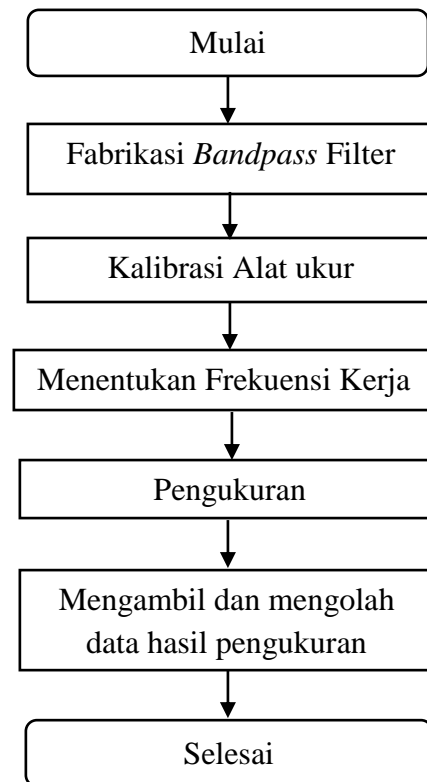 Mulai
Fabrikasi Bandpass Filter
Kalibrasi Alat ukur
Menentukan Frekuensi Kerja
Pengukuran
Mengambil dan mengolah
data hasil pengukuran
Selesai